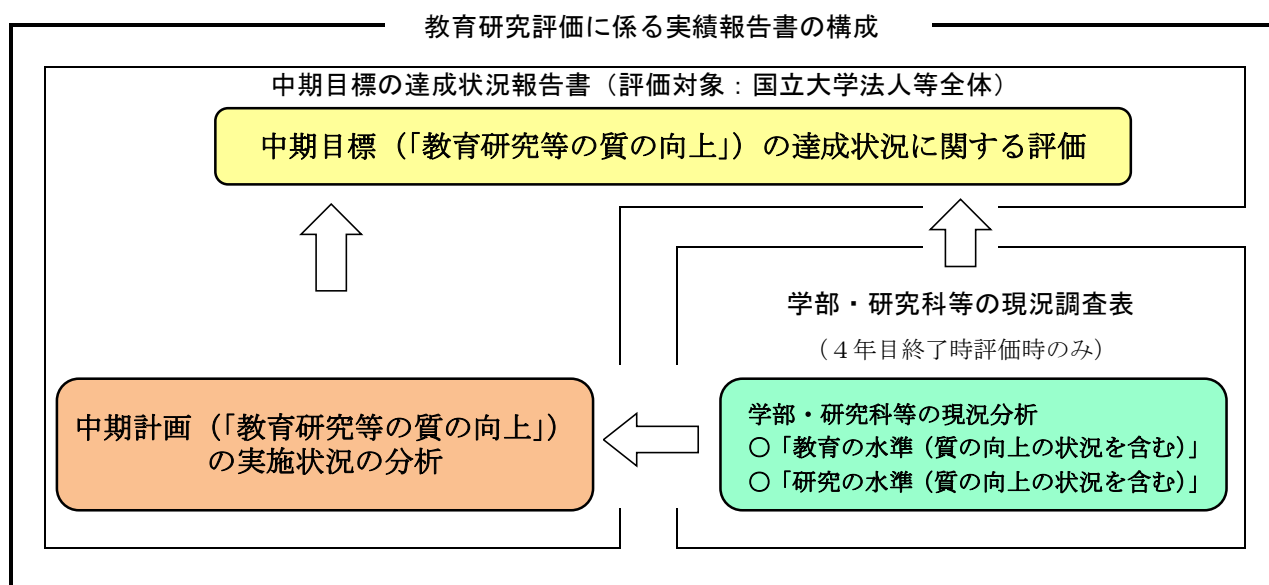 教育研究評価に係る実績報告書の構成
中期目標の達成状況報告書（評価対象：国立大学法人等全体）
中期目標（「教育研究等の質の向上」）の達成状況に関する評価
学部・研究科等の現況調査表
（４年目終了時評価時のみ）
中期計画（「教育研究等の質の向上」）
の実施状況の分析
学部・研究科等の現況分析
○「教育の水準（質の向上の状況を含む）」
○「研究の水準（質の向上の状況を含む）」